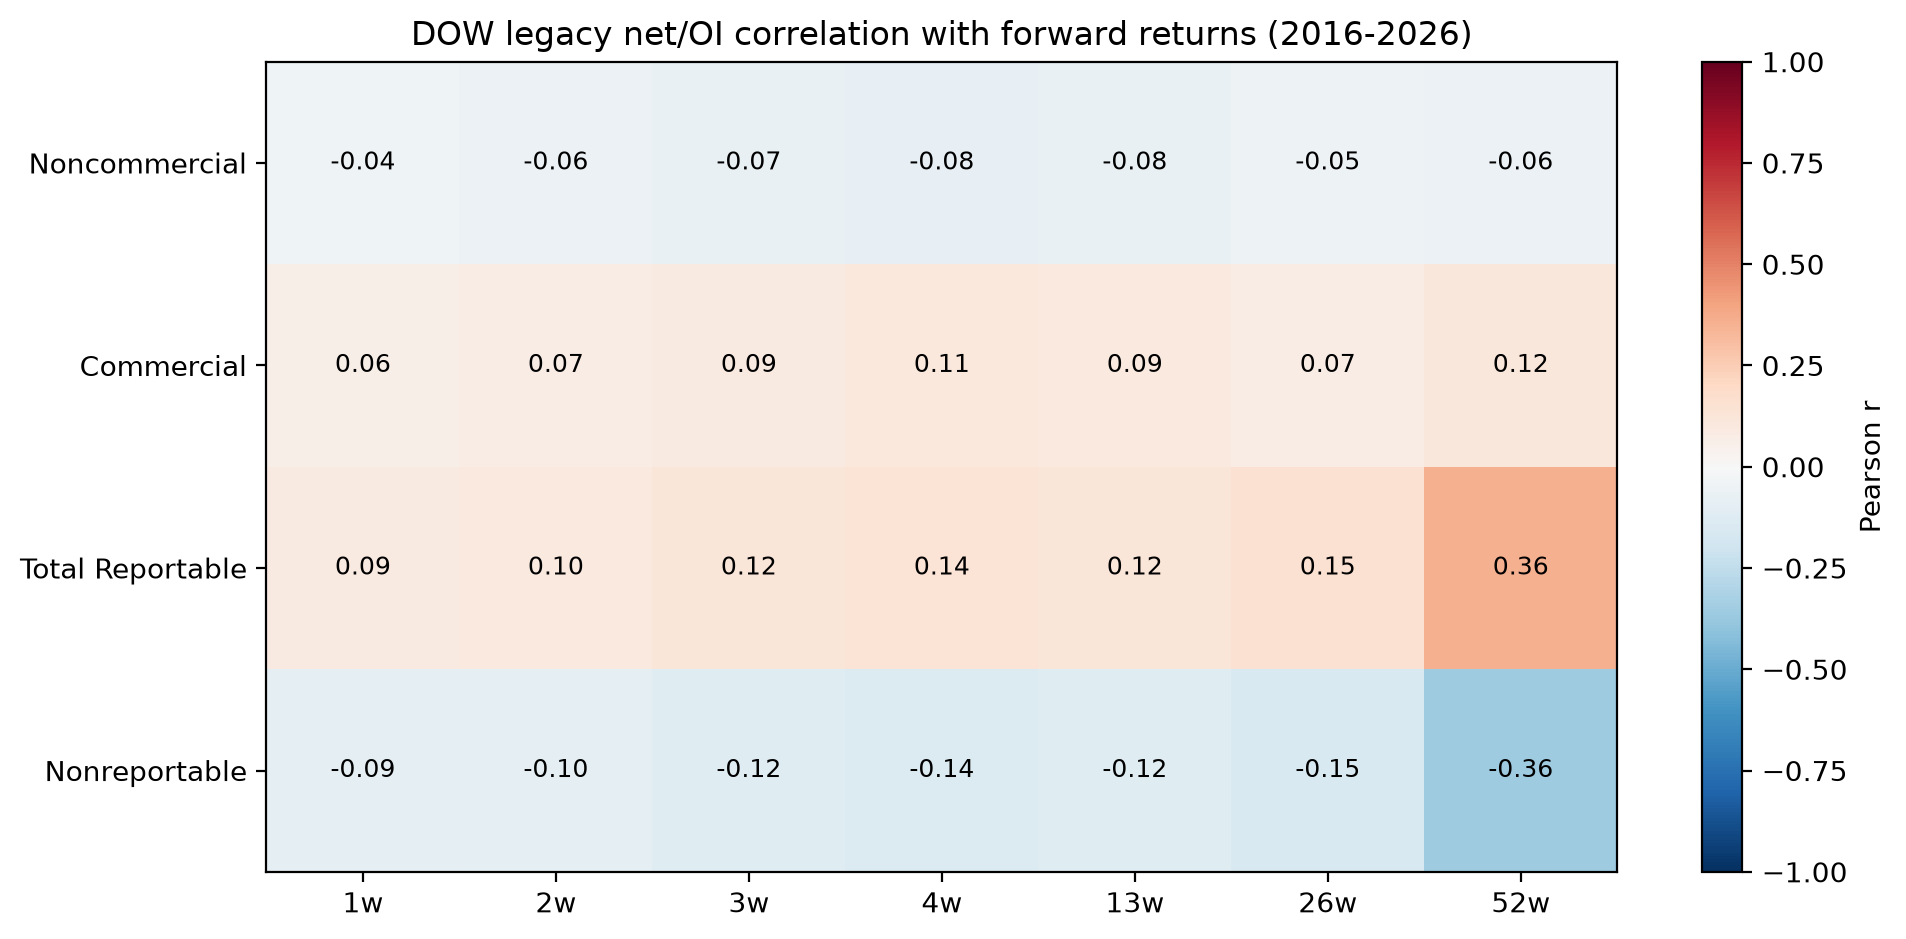 DOW legacy net/OI correlation with forward returns (2016-2026)
Noncommercial -0.04 -0.06 -0.07 -0.08 -0.08 -0.05 -0.06
Commercial 0.06 0.07 0.09 0.11 0.09 0.07 0.12
Total Reportable 0.09 0.10 0.12 0.14 0.12 0.15 0.36
Nonreportable -0.09 -0.10 -0.12 -0.14 -0.12 -0.15 -0.36
1w 2w 3w 4w 13w 26w 52w
1.00
0.75
0.50
0.25
0.00
−0.25
−0.50
−0.75
−1.00
Pearson r